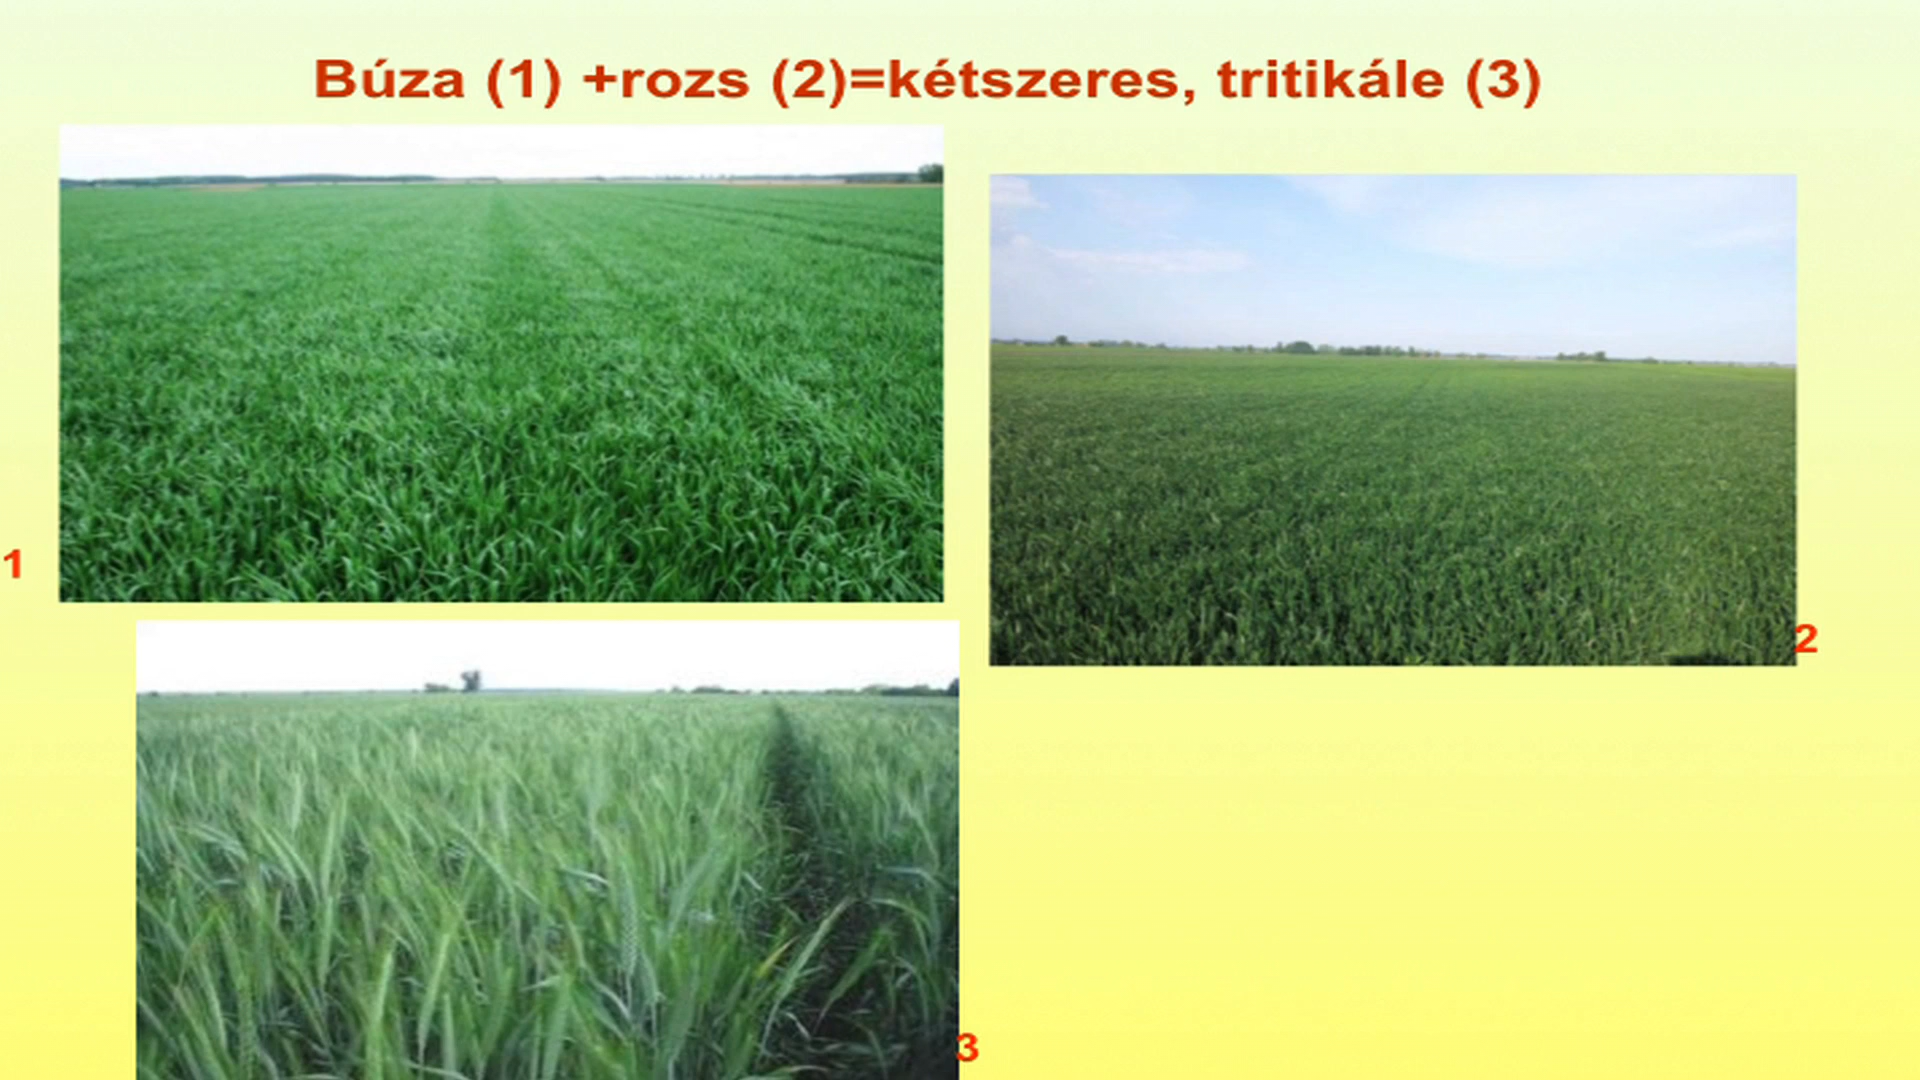 Búza (1) +rozs (2)=kétszeres, tritikále (3)
1
2
3